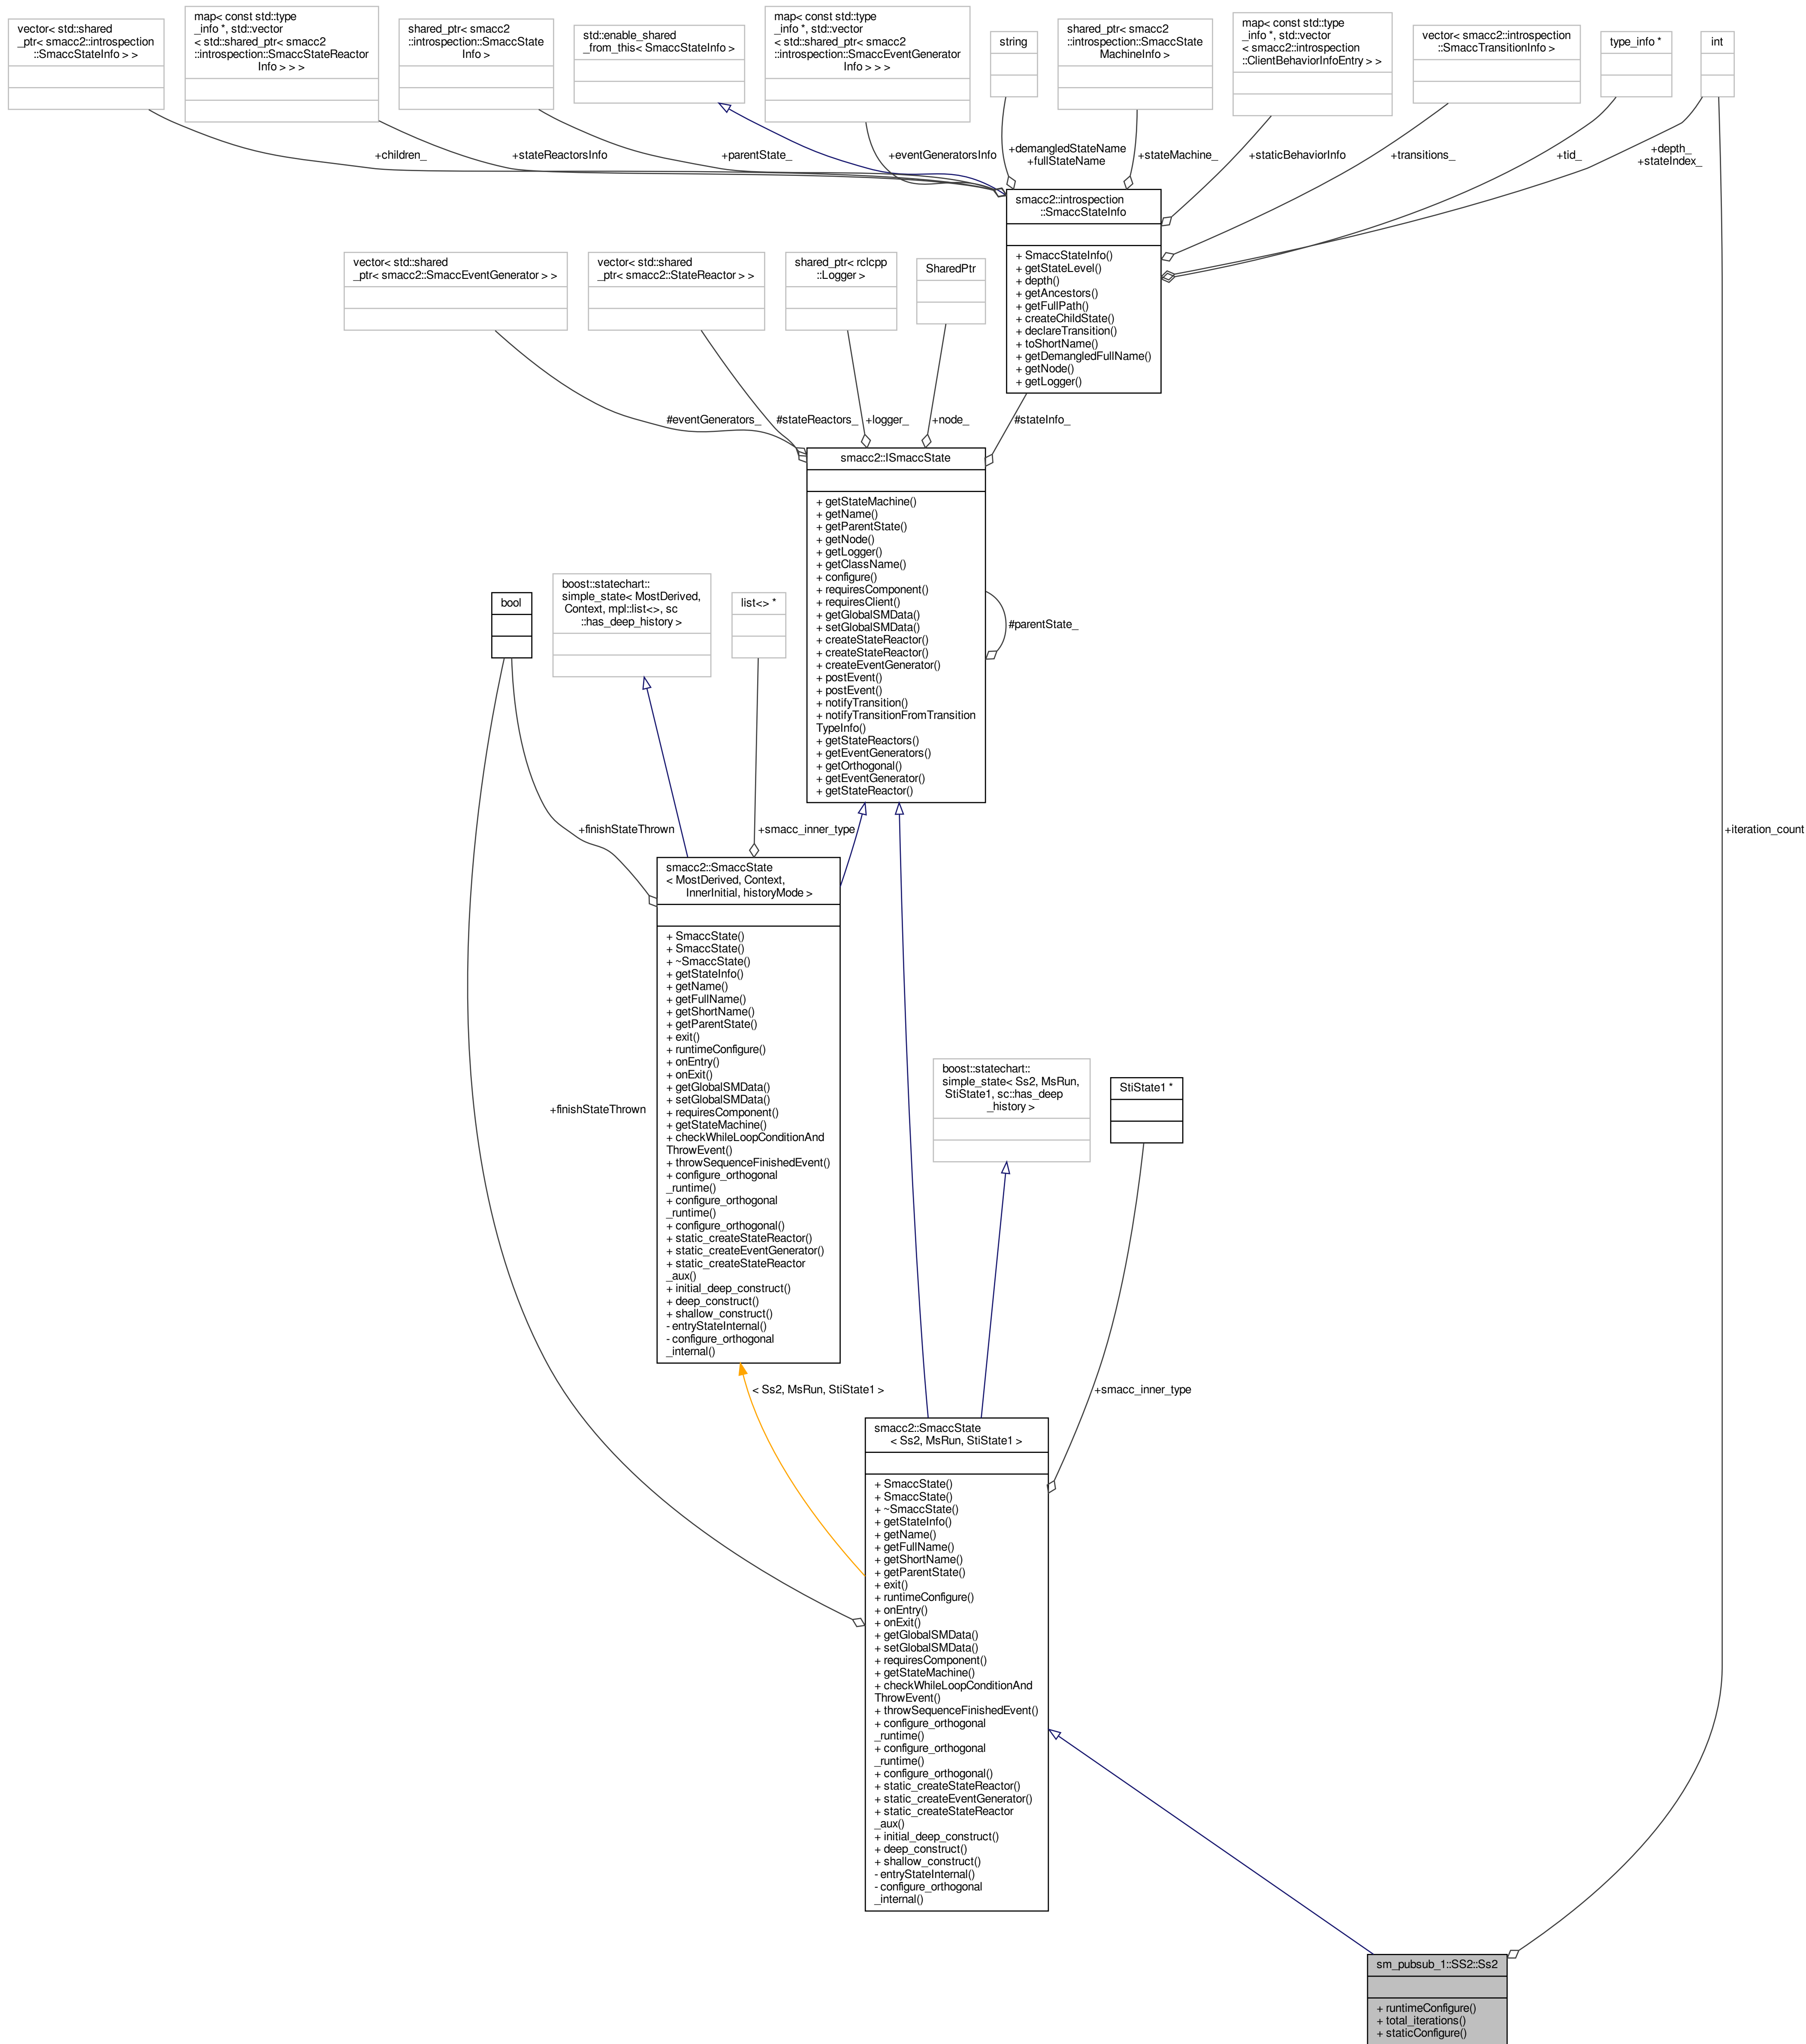 vector< std::shared
_ptr< smacc2::introspection
::SmaccStateInfo > >
map< const std::type
_info *, std::vector
< std::shared_ptr< smacc2
::introspection::SmaccStateReactor
Info > > >
shared_ptr< smacc2
::introspection::SmaccState
Info >
std::enable_shared
_from_this< SmaccStateInfo >
map< const std::type
_info *, std::vector
< std::shared_ptr< smacc2
::introspection::SmaccEventGenerator
Info > > >
string
shared_ptr< smacc2
::introspection::SmaccState
MachineInfo >
map< const std::type
_info *, std::vector
< smacc2::introspection
::ClientBehaviorInfoEntry > >
vector< smacc2::introspection
::SmaccTransitionInfo >
type_info *
int
+children_
+stateReactorsInfo
+parentState_
+eventGeneratorsInfo
+demangledStateName
+fullStateName
+stateMachine_
+staticBehaviorInfo
+transitions_
+tid_
+depth_
+stateIndex_
smacc2::introspection
::SmaccStateInfo
+ SmaccStateInfo()
+ getStateLevel()
+ depth()
+ getAncestors()
+ getFullPath()
+ createChildState()
+ declareTransition()
+ toShortName()
+ getDemangledFullName()
+ getNode()
+ getLogger()
vector< std::shared
_ptr< smacc2::SmaccEventGenerator > >
vector< std::shared
_ptr< smacc2::StateReactor > >
shared_ptr< rclcpp
::Logger >
SharedPtr
#eventGenerators_
#stateReactors_
+logger_
+node_
#stateInfo_
smacc2::ISmaccState
+ getStateMachine()
+ getName()
+ getParentState()
+ getNode()
+ getLogger()
+ getClassName()
+ configure()
+ requiresComponent()
+ requiresClient()
+ getGlobalSMData()
+ setGlobalSMData()
+ createStateReactor()
+ createStateReactor()
+ createEventGenerator()
+ postEvent()
+ postEvent()
+ notifyTransition()
+ notifyTransitionFromTransition
TypeInfo()
+ getStateReactors()
+ getEventGenerators()
+ getOrthogonal()
+ getEventGenerator()
+ getStateReactor()
#parentState_
bool
boost::statechart::
simple_state< MostDerived,
Context, mpl::list<>, sc
::has_deep_history >
list<> *
+finishStateThrown
+smacc_inner_type
+iteration_count
smacc2::SmaccState
< MostDerived, Context,
InnerInitial, historyMode >
+ SmaccState()
+ SmaccState()
+ ~SmaccState()
+ getStateInfo()
+ getName()
+ getFullName()
+ getShortName()
+ getParentState()
+ exit()
+ runtimeConfigure()
+ onEntry()
+ onExit()
+ getGlobalSMData()
+ setGlobalSMData()
+ requiresComponent()
+ getStateMachine()
+ checkWhileLoopConditionAnd
ThrowEvent()
+ throwSequenceFinishedEvent()
+ configure_orthogonal
_runtime()
+ configure_orthogonal
_runtime()
+ configure_orthogonal()
+ static_createStateReactor()
+ static_createEventGenerator()
+ static_createStateReactor
_aux()
+ initial_deep_construct()
+ deep_construct()
+ shallow_construct()
- entryStateInternal()
- configure_orthogonal
_internal()
+finishStateThrown
boost::statechart::
simple_state< Ss2, MsRun,
StiState1, sc::has_deep
_history >
StiState1 *
< Ss2, MsRun, StiState1 >
+smacc_inner_type
smacc2::SmaccState
< Ss2, MsRun, StiState1 >
+ SmaccState()
+ SmaccState()
+ ~SmaccState()
+ getStateInfo()
+ getName()
+ getFullName()
+ getShortName()
+ getParentState()
+ exit()
+ runtimeConfigure()
+ onEntry()
+ onExit()
+ getGlobalSMData()
+ setGlobalSMData()
+ requiresComponent()
+ getStateMachine()
+ checkWhileLoopConditionAnd
ThrowEvent()
+ throwSequenceFinishedEvent()
+ configure_orthogonal
_runtime()
+ configure_orthogonal
_runtime()
+ configure_orthogonal()
+ static_createStateReactor()
+ static_createEventGenerator()
+ static_createStateReactor
_aux()
+ initial_deep_construct()
+ deep_construct()
+ shallow_construct()
- entryStateInternal()
- configure_orthogonal
_internal()
sm_pubsub_1::SS2::Ss2
+ runtimeConfigure()
+ total_iterations()
+ staticConfigure()